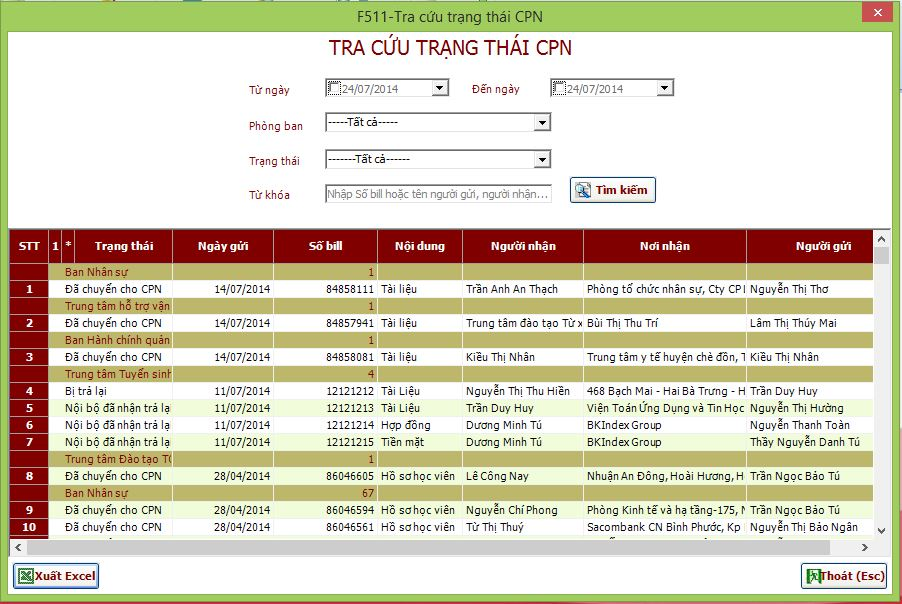 F511-Tra cứu trạng thái CPN
TRA CỨU TRẠNG THÁI CPN
Từ ngày 24/07/2014 Đến ngày 24/07/2014
Phòng ban -----Tất cả-----
Trạng thái -------Tất cả------
Từ khóa Nhập Số bill hoặc tên người gửi, người nhận... Tìm kiếm
STT 1 * Trạng thái Ngày gửi Số bill Nội dung Người nhận Nơi nhận Người gửi
Ban Nhân sự 1
1 Đã chuyển cho CPN 14/07/2014 84858111 Tài liệu Trần Anh An Thạch Phòng tổ chức nhân sự, Cty CP Nguyễn Thị Thơ
Trung tâm hỗ trợ vận 1
2 Đã chuyển cho CPN 14/07/2014 84857941 Tài liệu Trung tâm đào tạo Từ x Bùi Thị Thu Trí Lâm Thị Thúy Mai
Ban Hành chính quản 1
3 Đã chuyển cho CPN 14/07/2014 84858081 Tài liệu Kiều Thị Nhân Trung tâm y tế huyện chè đồn, T Kiều Thị Nhân
Trung tâm Tuyển sinh 4
4 Bị trả lại 11/07/2014 12121212 Tài Liệu Nguyễn Thị Thu Hiền 468 Bạch Mai - Hai Bà Trưng - H Trần Duy Huy
5 Nội bộ đã nhận trả lại 11/07/2014 12121213 Tài Liệu Trần Duy Huy Viện Toán Ứng Dụng và Tin Học Nguyễn Thị Hường
6 Nội bộ đã nhận trả lại 11/07/2014 12121214 Hợp đồng Dương Minh Tú BKIndex Group Nguyễn Thanh Toàn
7 Nội bộ đã nhận trả lại 11/07/2014 12121215 Tiền mặt Dương Minh Tú BKIndex Group Thầy Nguyễn Danh Tú
Trung tâm Đào tạo TO 1
8 Đã chuyển cho CPN 28/04/2014 86046605 Hồ sơ học viên Lê Công Nay Nhuận An Đông, Hoài Hương, H Trần Ngọc Bảo Tú
Ban Nhân sự 67
9 Đã chuyển cho CPN 28/04/2014 86046594 Hồ sơ học viên Nguyễn Chí Phong Phòng Kinh tế và hạ tầng-175, N Trần Ngọc Bảo Tú
10 Đã chuyển cho CPN 28/04/2014 86046561 Hồ sơ học viên Từ Thị Thuý Sacombank CN Bình Phước, Kp Nguyễn Thị Bảo Ngân
Xuất Excel Thoát (Esc)